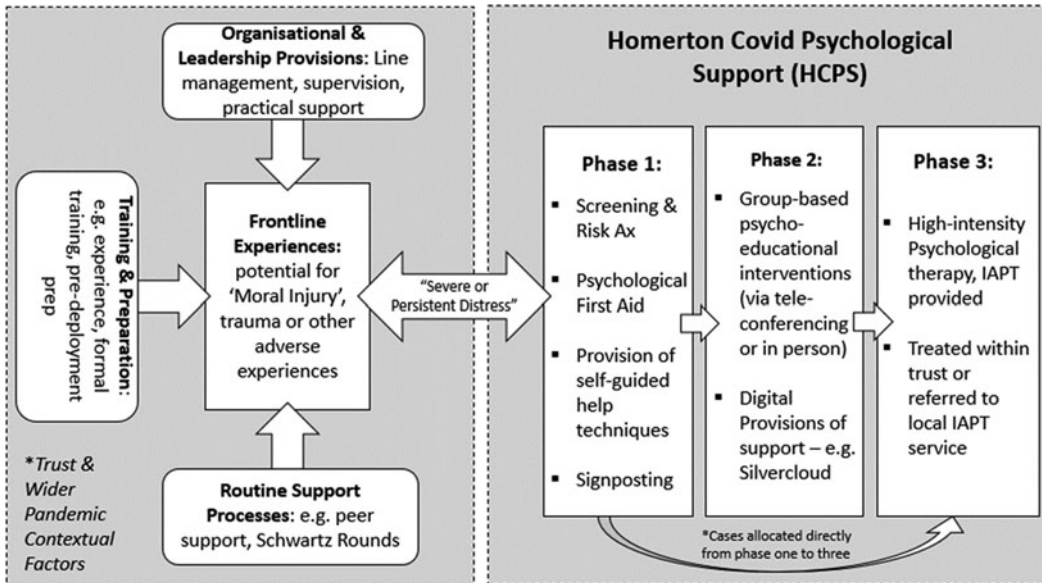 Organisational &
Leadership Provisions: Line
management, supervision,
practical support
Training & Preparation:
e.g. experience, formal
training, pre-deployment
prep
Frontline
Experiences:
potential for
‘Moral Injury’,
trauma or other
adverse
experiences
“Severe or
Persistent Distress”
Routine Support
Processes: e.g. peer
support, Schwartz Rounds
*Trust &
Wider
Pandemic
Contextual
Factors
Homerton Covid Psychological
Support (HCPS)
Phase 1:
▪ Screening &
Risk Ax
▪ Psychological
First Aid
▪ Provision of
self-guided
help
techniques
▪ Signposting
Phase 2:
▪ Group-based
psycho-
educational
interventions
(via tele-
conferencing
or in person)
▪ Digital
Provisions of
support – e.g.
Silvercloud
Phase 3:
▪ High-intensity
Psychological
therapy, IAPT
provided
▪ Treated within
trust or
referred to
local IAPT
service
*Cases allocated directly
from phase one to three